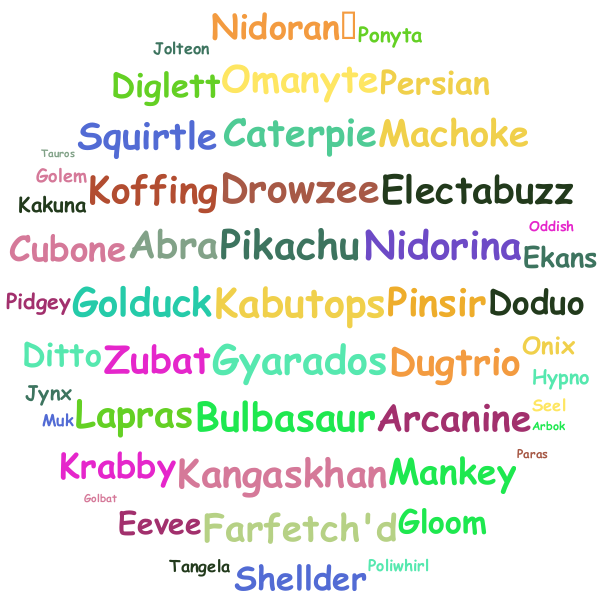 Nidoran
Ponyta
Jolteon
Diglett Omanyte Persian
Squirtle Caterpie Machoke
Tauros
Golem
Koffing Drowzee Electabuzz
Kakuna
Oddish
Cubone Abra Pikachu Nidorina Ekans
Pidgey Golduck Kabutops Pinsir Doduo
Ditto Zubat Gyarados Dugtrio Onix
Hypno
Jynx
Muk Lapras Bulbasaur Arcanine Seel
Arbok
Krabby Kangaskhan Mankey Paras
Golbat
Eevee Farfetch'd Gloom
Tangela Shellder Poliwhirl